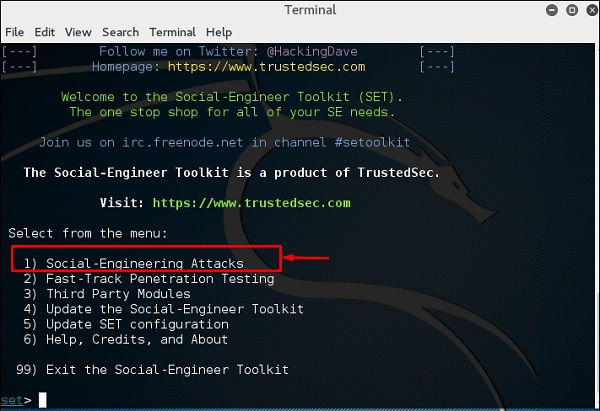 Terminal
File Edit View Search Terminal Help
[---] Follow me on Twitter: @HackingDave [---]
[---] Homepage: https://www.trustedsec.com [---]
Welcome to the Social-Engineer Toolkit (SET).
The one stop shop for all of your SE needs.
Join us on irc.freenode.net in channel #setoolkit
The Social-Engineer Toolkit is a product of TrustedSec.
Visit: https://www.trustedsec.com
Select from the menu:
1) Social-Engineering Attacks
2) Fast-Track Penetration Testing
3) Third Party Modules
4) Update the Social-Engineer Toolkit
5) Update SET configuration
6) Help, Credits, and About
99) Exit the Social-Engineer Toolkit
set>